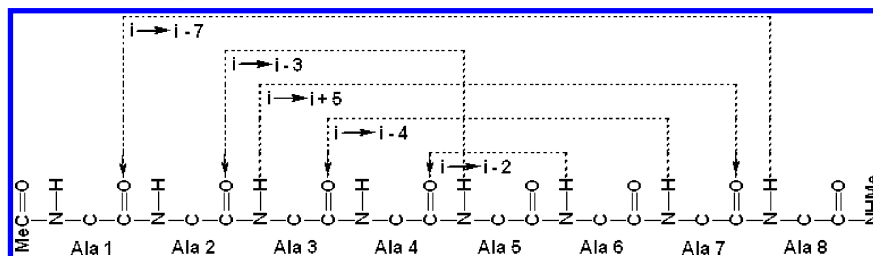 i → i - 7
i → i - 3
i → i + 5
i → i - 4
i → i - 2
O H O H O H O H O H O H O H O H O
MeC N C C N C C N C C N C C N C C N C C N C C N C C NHMe
Ala 1 Ala 2 Ala 3 Ala 4 Ala 5 Ala 6 Ala 7 Ala 8